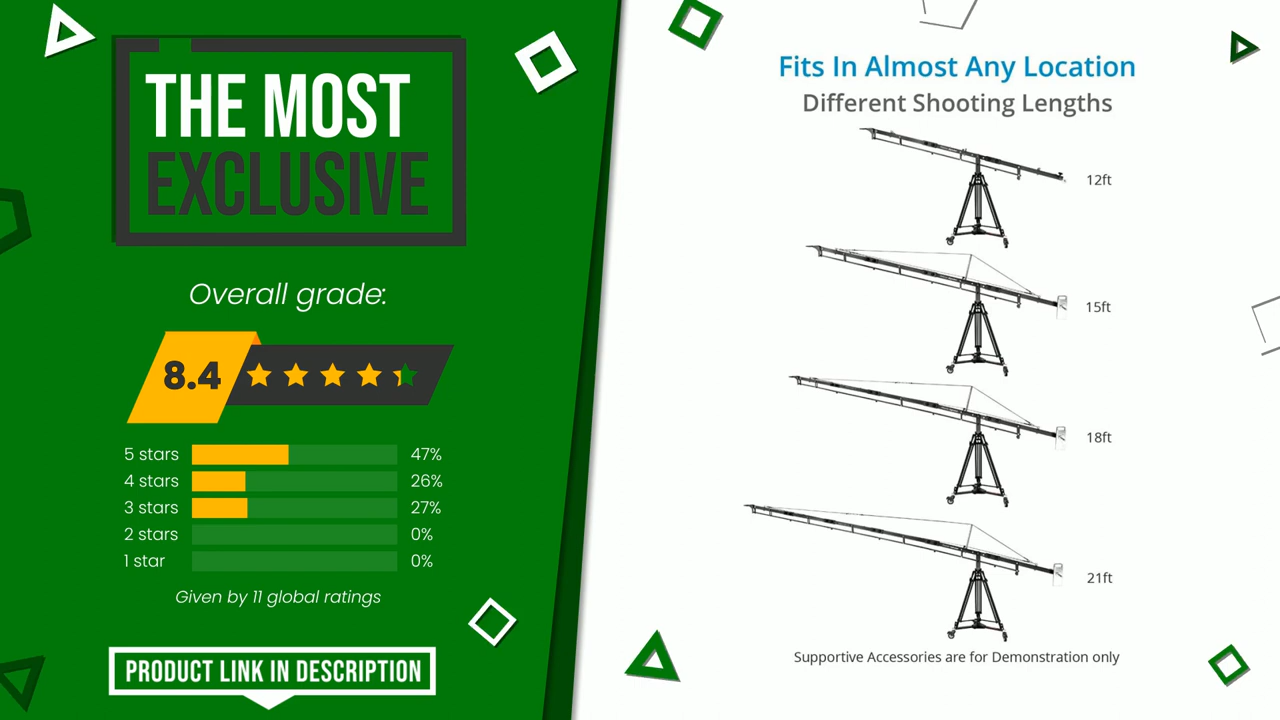 THE MOST
EXCLUSIVE
Overall grade:
8.4
5 stars 47%
4 stars 26%
3 stars 27%
2 stars 0%
1 star 0%
Given by 11 global ratings
PRODUCT LINK IN DESCRIPTION
Fits In Almost Any Location
Different Shooting Lengths
12ft
15ft
18ft
21ft
Supportive Accessories are for Demonstration only